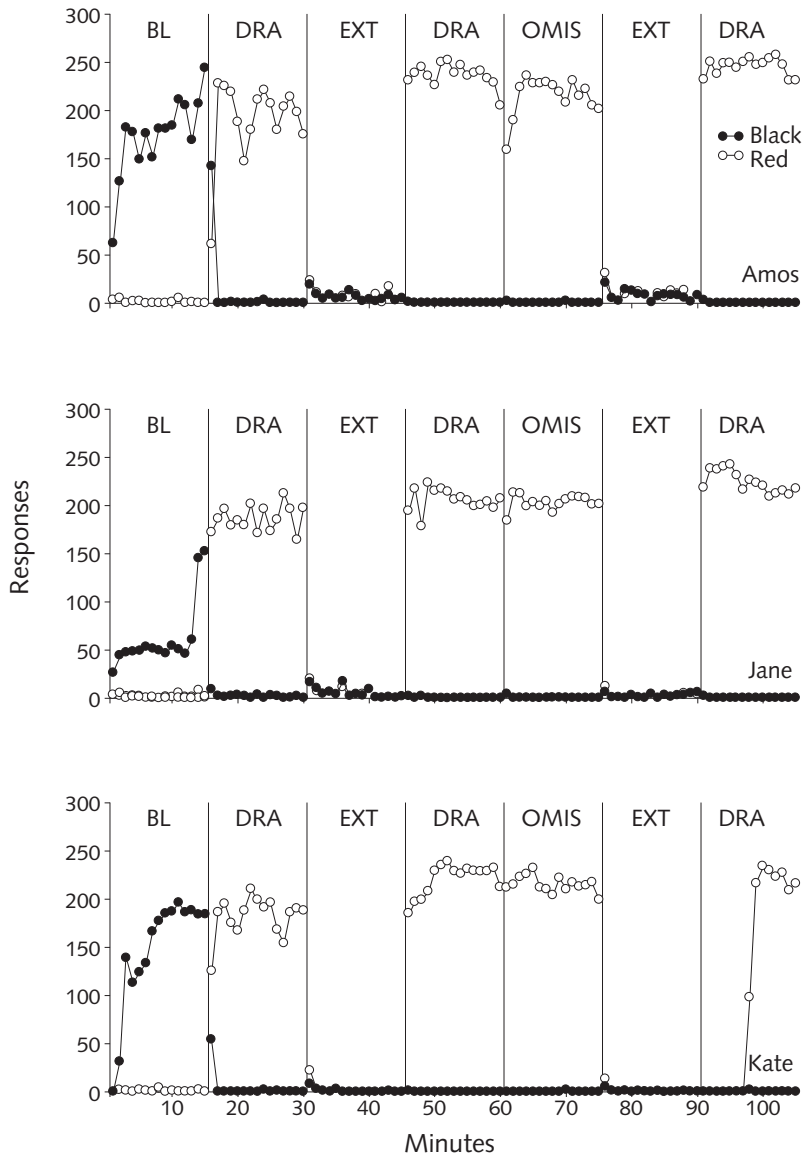 BL DRA EXT DRA OMIS EXT DRA
300
250
200
150
100
50
0
Black
Red
Amos
BL DRA EXT DRA OMIS EXT DRA
300
250
200
150
100
50
0
Jane
Responses
BL DRA EXT DRA OMIS EXT DRA
300
250
200
150
100
50
0
Kate
10 20 30 40 50 60 70 80 90 100
Minutes